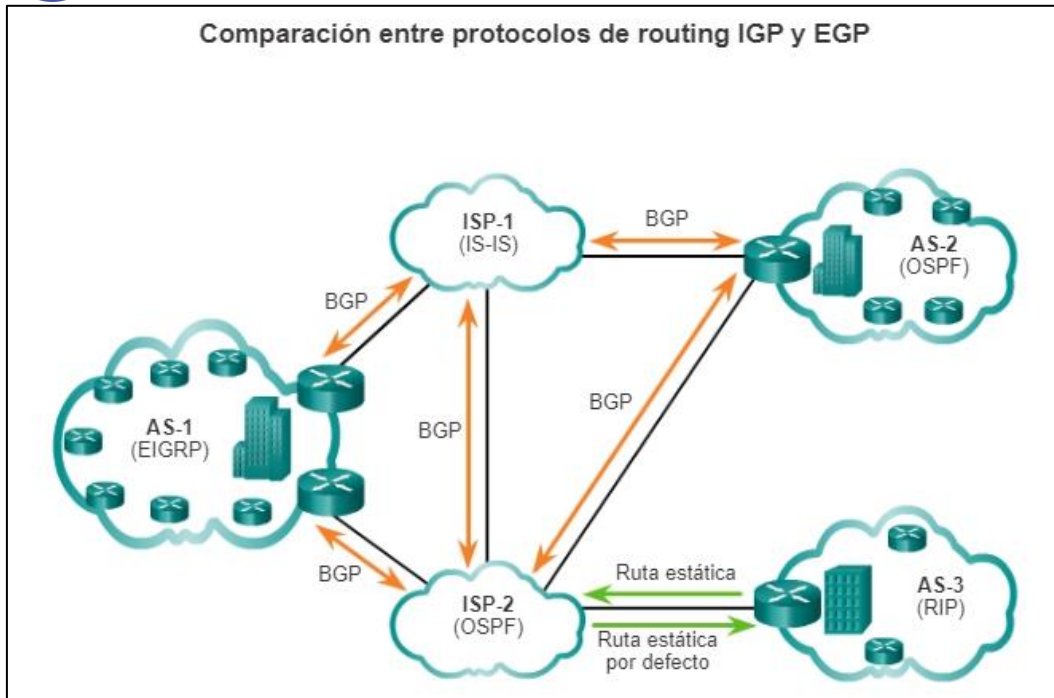 Comparación entre protocolos de routing IGP y EGP
ISP-1
(IS-IS)
BGP
AS-2
(OSPF)
BGP
BGP
BGP
AS-1
(EIGRP)
BGP
ISP-2
(OSPF)
Ruta estática
Ruta estática
por defecto
AS-3
(RIP)